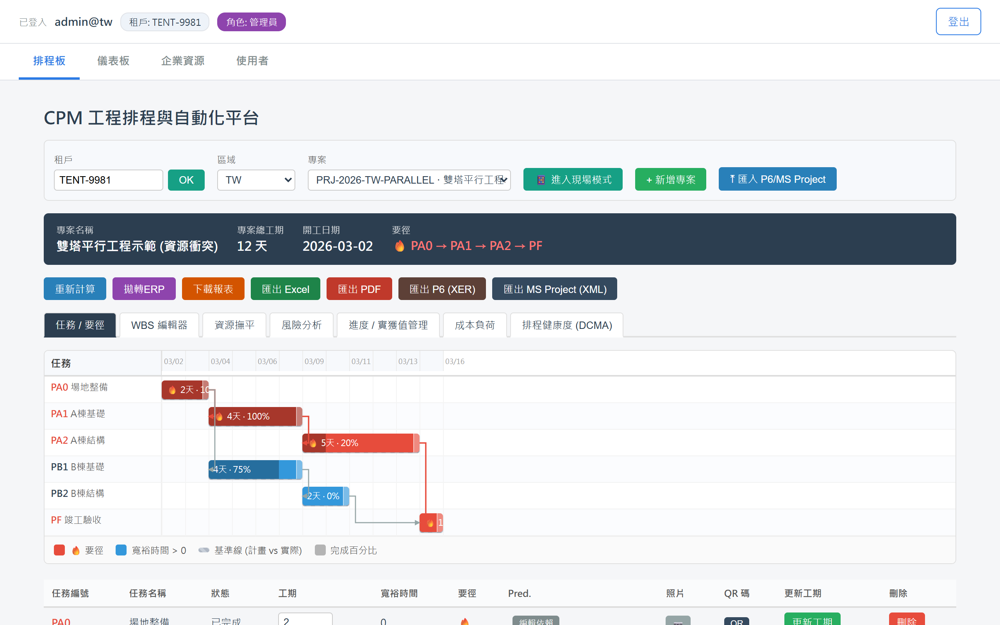 已登入 admin@tw 租戶: TENT-9981 角色: 管理員 登出
排程板 儀表板 企業資源 使用者
CPM 工程排程與自動化平台
租戶 區域 專案
TENT-9981 OK TW PRJ-2026-TW-PARALLEL · 雙塔平行工程 進入現場模式 + 新增專案 ⤒ 匯入 P6/MS Project
專案名稱 專案總工期 開工日期 要徑
雙塔平行工程示範 (資源衝突) 12 天 2026-03-02 🔥 PA0 → PA1 → PA2 → PF
重新計算 拋轉ERP 下載報表 匯出 Excel 匯出 PDF 匯出 P6 (XER) 匯出 MS Project (XML)
任務 / 要徑 WBS 編輯器 資源撫平 風險分析 進度 / 實獲值管理 成本負荷 排程健康度 (DCMA)
任務 03/02 03/04 03/06 03/09 03/11 03/13 03/16
PA0 場地整備 🔥 2天 · 10
PA1 A棟基礎 🔥 4天 · 100%
PA2 A棟結構 🔥 5天 · 20%
PB1 B棟基礎 4天 · 75%
PB2 B棟結構 2天 · 0%
PF 竣工驗收 🔥 1
🔥 要徑 寬裕時間 > 0 基準線 (計畫 vs 實際) 完成百分比
任務編號 任務名稱 狀態 工期 寬裕時間 要徑 Pred. 照片 QR 碼 更新工期 刪除
PA0 場地整備 已完成 2 0 🔥 編輯依賴 QR 更新工期 刪除